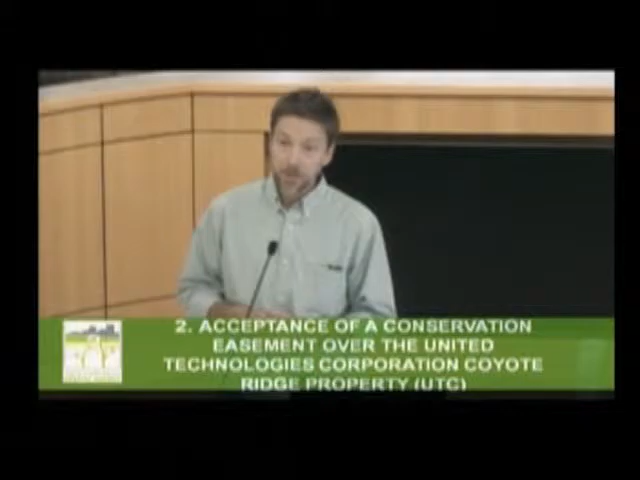 2. ACCEPTANCE OF A CONSERVATION
EASEMENT OVER THE UNITED
TECHNOLOGIES CORPORATION COYOTE
RIDGE PROPERTY (UTC)